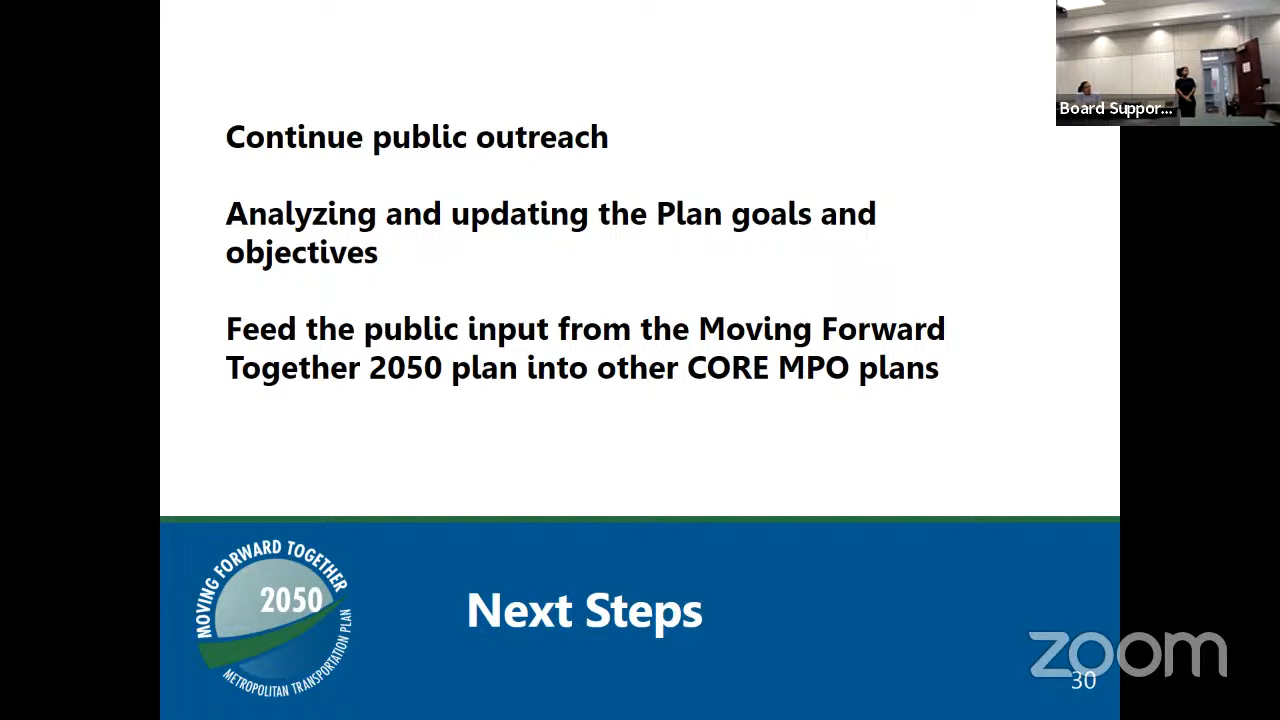 Board Suppor...
Continue public outreach
Analyzing and updating the Plan goals and
objectives
Feed the public input from the Moving Forward
Together 2050 plan into other CORE MPO plans
MOVING FORWARD TOGETHER
2050
METROPOLITAN TRANSPORTATION PLAN
Next Steps
zoom
30